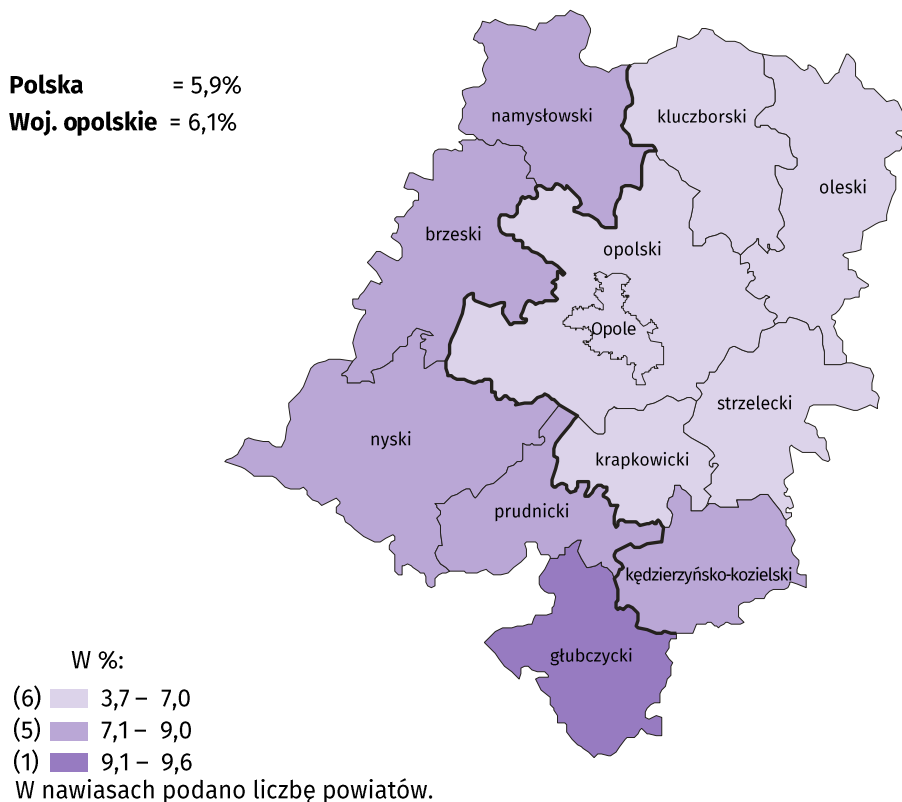 Polska = 5,9%
Woj. opolskie = 6,1%
namysłowski
kluczborski
oleski
brzeski
opolski
Opole
strzelecki
nyski
krapkowicki
prudnicki
kędzierzyńsko-kozielski
głubczycki
W %:
(6) 3,7 – 7,0
(5) 7,1 – 9,0
(1) 9,1 – 9,6
W nawiasach podano liczbę powiatów.